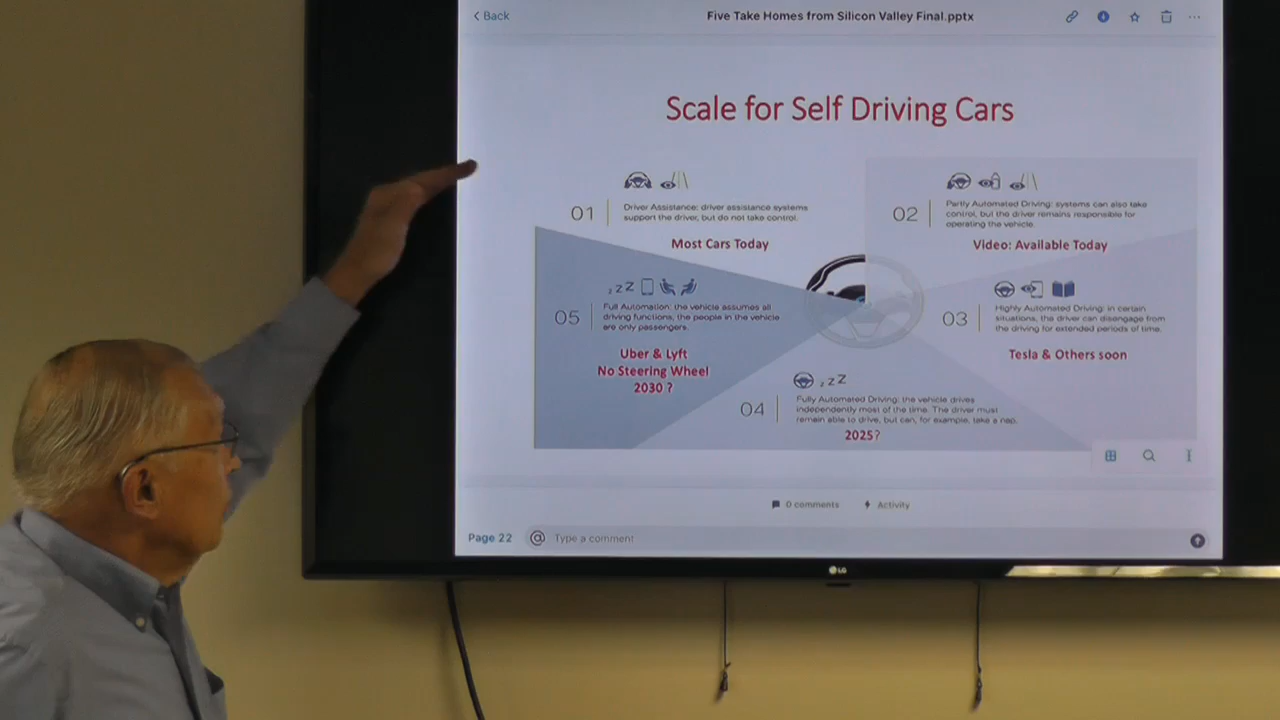 Back
Five Take Homes from Silicon Valley Final.pptx
Scale for Self Driving Cars
01
Driver Assistance: driver assistance systems
support the driver, but do not take control.
Most Cars Today
02
Partly Automated Driving: systems can also take
control, but the driver remains responsible for
operating the vehicle.
Video: Available Today
zzZ
05
Full Automation: the vehicle assumes all
driving functions, the people in the vehicle
are only passengers.
Uber & Lyft
No Steering Wheel
2030 ?
03
Highly Automated Driving: in certain
situations, the driver can disengage from
the driving for extended periods of time.
Tesla & Others soon
zzZ
04
Fully Automated Driving: the vehicle drives
independently most of the time. The driver must
remain able to drive, but can, for example, take a nap.
2025?
0 comments
Activity
Page 22
@ Type a comment
LG